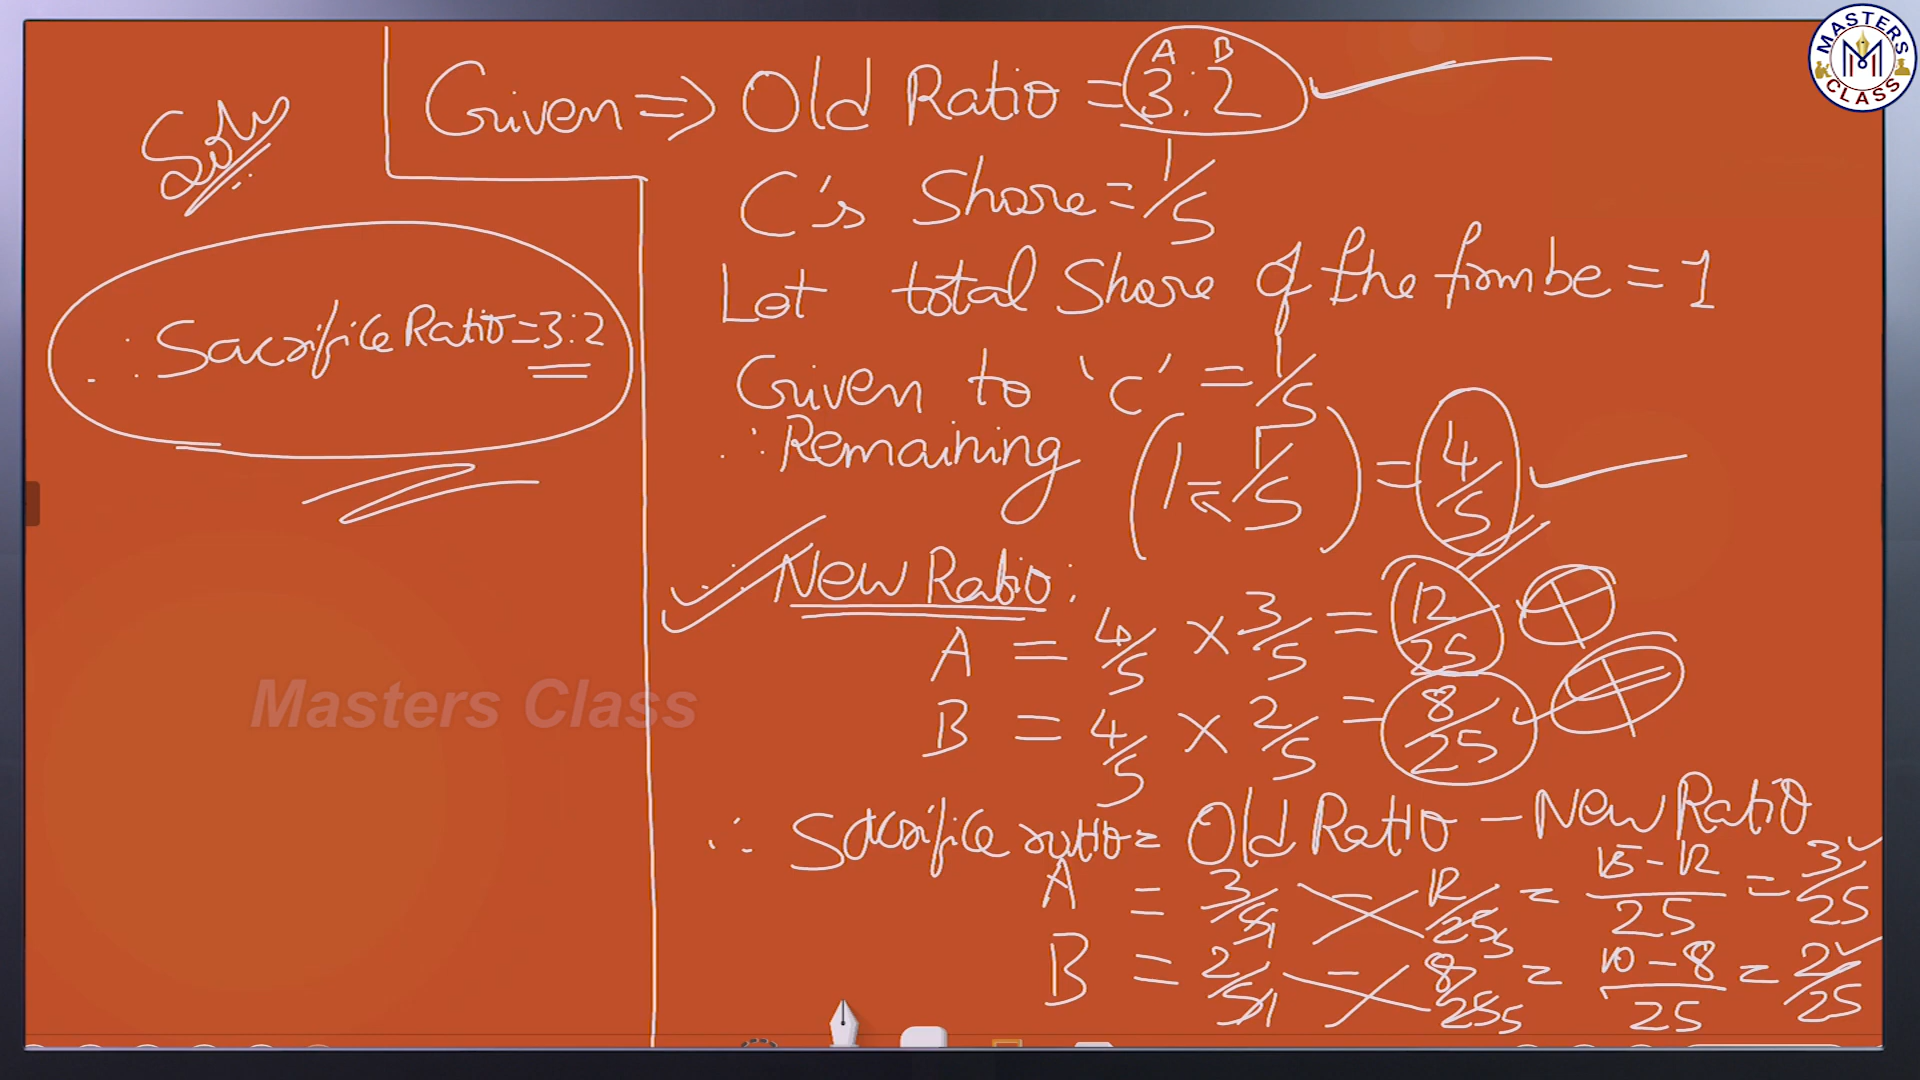 MASTERS CLASS
Soln
Given => Old Ratio = 3:2
A B
C's Share = 1/5
Let total Share of the firm be = 1
Given to 'c' = 1/5
∴ Remaining (1 - 1/5) = 4/5
∴ New Ratio:
A = 4/5 × 3/5 = 12/25
B = 4/5 × 2/5 = 8/25
∴ Sacrifice ratio = Old Ratio - New Ratio
A = 3/5 - 12/25 = 15-12/25 = 3/25
B = 2/5 - 8/25 = 10-8/25 = 2/25
∴ Sacrifice Ratio = 3:2
Masters Class